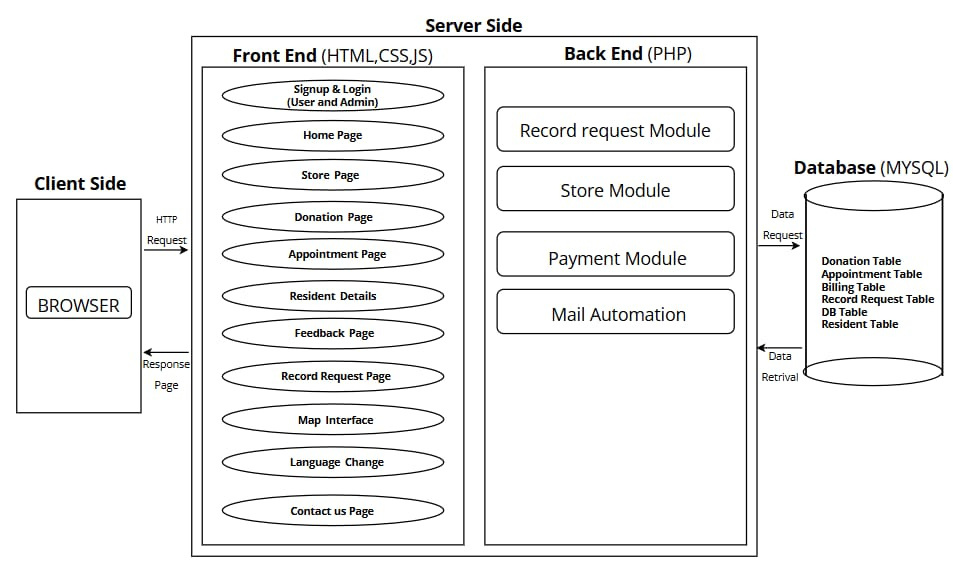 Server Side
Front End (HTML,CSS,JS)
Signup & Login
(User and Admin)
Home Page
Store Page
Donation Page
Appointment Page
Resident Details
Feedback Page
Record Request Page
Map Interface
Language Change
Contact us Page
Back End (PHP)
Record request Module
Store Module
Payment Module
Mail Automation
Client Side
BROWSER
HTTP
Request
Response
Page
Database (MYSQL)
Data
Request
Donation Table
Appointment Table
Billing Table
Record Request Table
DB Table
Resident Table
Data
Retrival